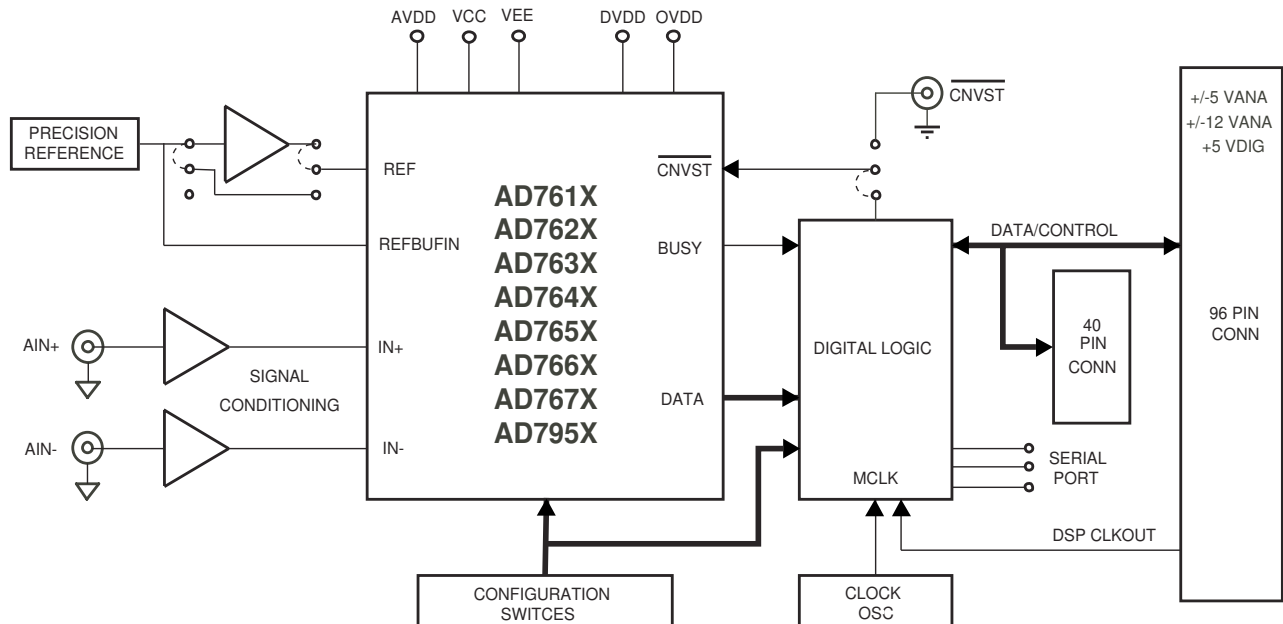 AVDD VCC VEE DVDD OVDD
CNVST
PRECISION
REFERENCE
REF
REFBUFIN
AIN+
AIN-
SIGNAL
CONDITIONING
IN+
IN-
AD761X
AD762X
AD763X
AD764X
AD765X
AD766X
AD767X
AD795X
CNVST
BUSY
DATA
DIGITAL LOGIC
MCLK
DATA/CONTROL
40
PIN
CONN
SERIAL
PORT
DSP CLKOUT
+/-5 VANA
+/-12 VANA
+5 VDIG
96 PIN
CONN
CONFIGURATION
SWITCES
CLOCK
OSC